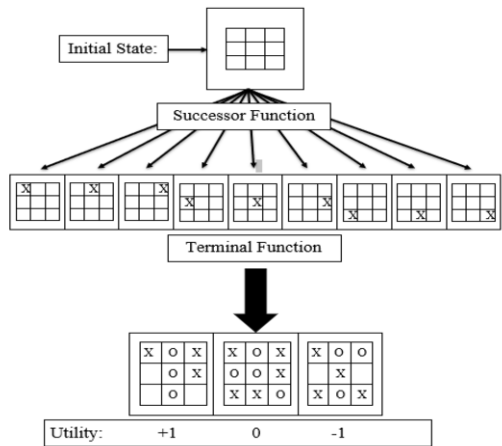 Initial State:
Successor Function
X X X
X X X
X X X
Terminal Function
X O X X O X X O O
O X O O X X
O X X O X O X
Utility: +1 0 -1